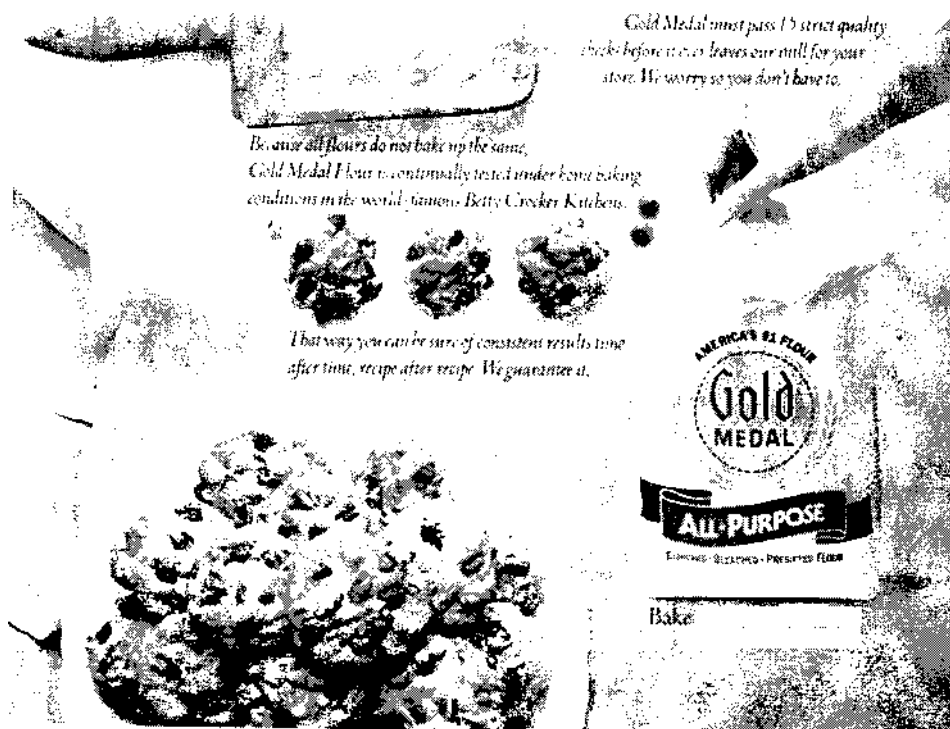 Gold Medal must pass 15 strict quality
checks before it ever leaves our mill for your
store. We worry so you don't have to.
Because all flours do not bake up the same,
Gold Medal Flour is continually tested under home baking
conditions in the world-famous Betty Crocker Kitchens.
That way you can be sure of consistent results time
after time, recipe after recipe. We guarantee it.
AMERICA'S #1 FLOUR
Gold
MEDAL
ALL-PURPOSE
ENRICHED • BLEACHED • PRESIFTED FLOUR
Bake